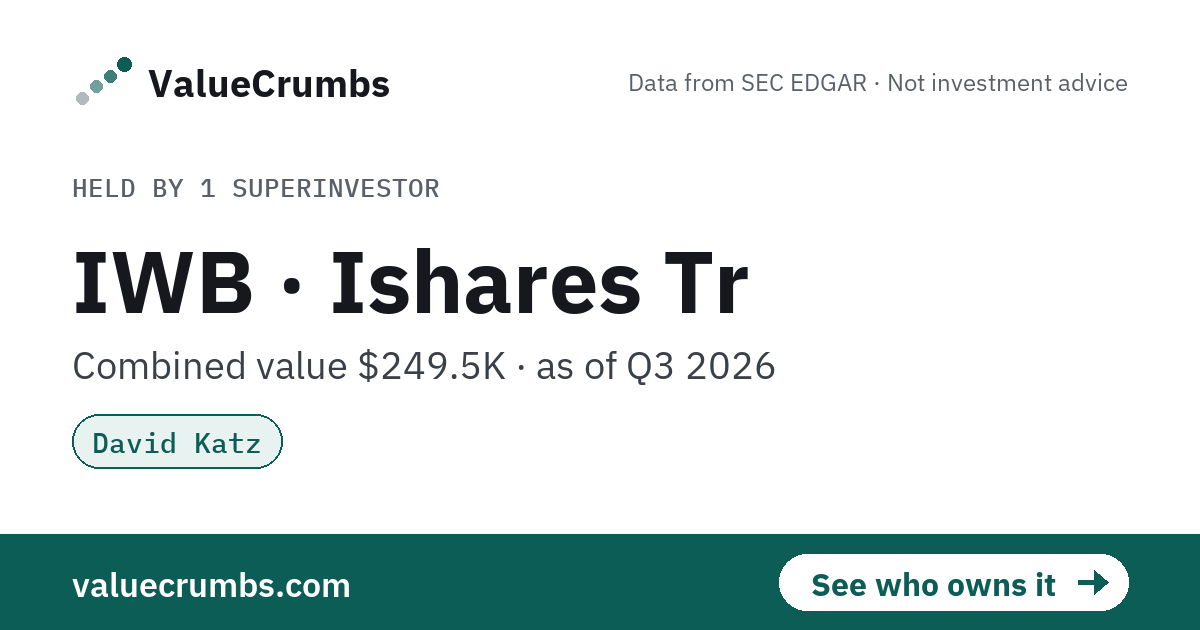 ValueCrumbs
Data from SEC EDGAR · Not investment advice
HELD BY 1 SUPERINVESTOR
IWB · Ishares Tr
Combined value $249.5K · as of Q3 2026
David Katz
valuecrumbs.com
See who owns it →